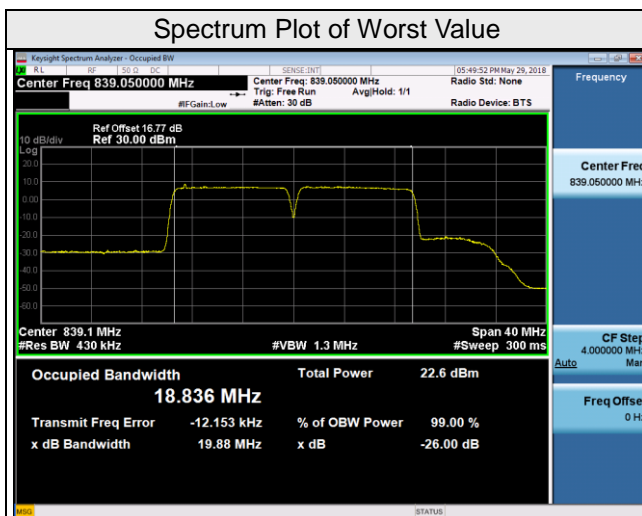 Spectrum Plot of Worst Value
Keysight Spectrum Analyzer - Occupied BW
RL RF 50 Ω DC SENSE:INT 05:49:52 PM May 29, 2018
Center Freq 839.050000 MHz Center Freq: 839.050000 MHz Radio Std: None Frequency
Trig: Free Run Avg|Hold: 1/1
#IFGain:Low #Atten: 30 dB Radio Device: BTS
Ref Offset 16.77 dB
10 dB/div Ref 30.00 dBm
Log
20.0
10.0
0.00
-10.0
-20.0
-30.0
-40.0
-50.0
-60.0
Center Freq
839.050000 MHz
Center 839.1 MHz Span 40 MHz
#Res BW 430 kHz #VBW 1.3 MHz #Sweep 300 ms
CF Step
4.000000 MHz
Auto Man
Occupied Bandwidth Total Power 22.6 dBm
18.836 MHz
Freq Offset
0 Hz
Transmit Freq Error -12.153 kHz % of OBW Power 99.00 %
x dB Bandwidth 19.88 MHz x dB -26.00 dB
MSG STATUS